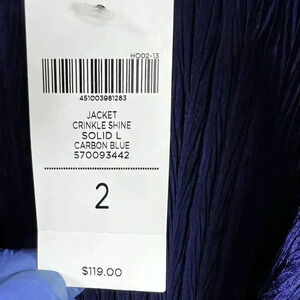 HO02-13
451003981283
JACKET
CRINKLE SHINE
SOLID L
CARBON BLUE
570093442
2
$119.00